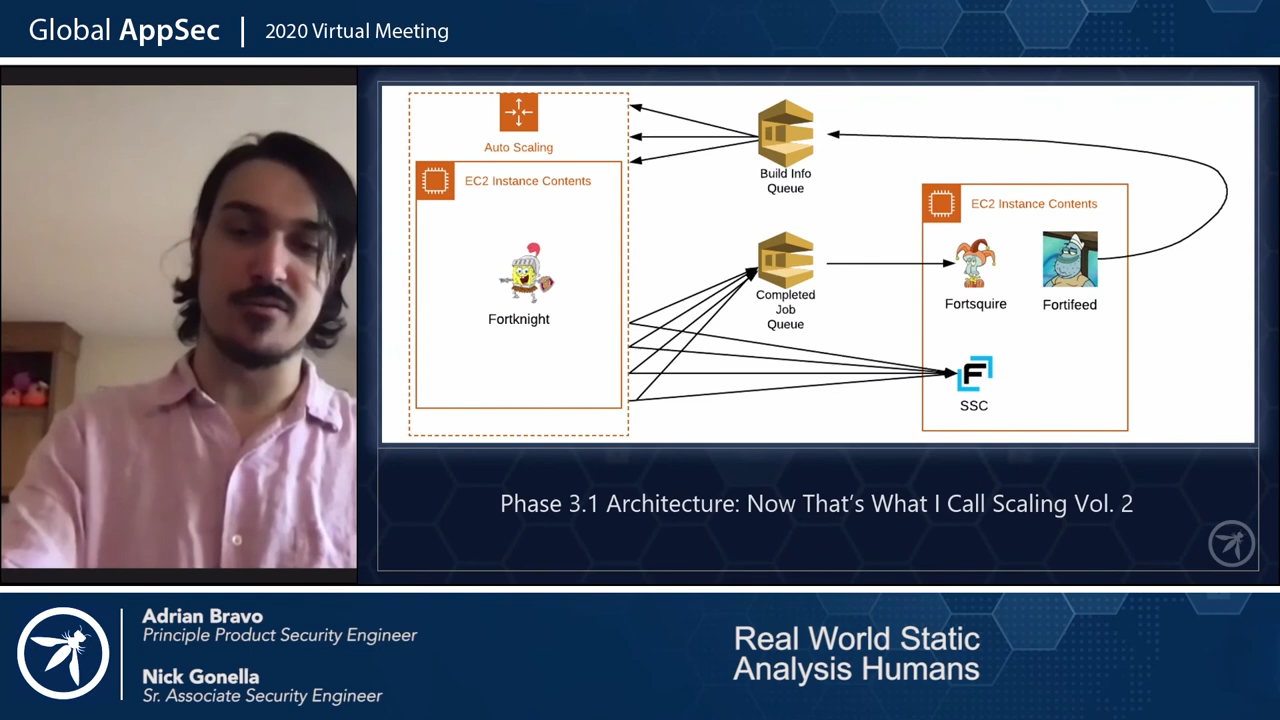 Global AppSec | 2020 Virtual Meeting
Auto Scaling
EC2 Instance Contents
Fortknight
Build Info
Queue
Completed
Job
Queue
EC2 Instance Contents
Fortsquire
Fortifeed
F
SSC
Phase 3.1 Architecture: Now That's What I Call Scaling Vol. 2
Adrian Bravo
Principle Product Security Engineer
Nick Gonella
Sr. Associate Security Engineer
Real World Static
Analysis Humans